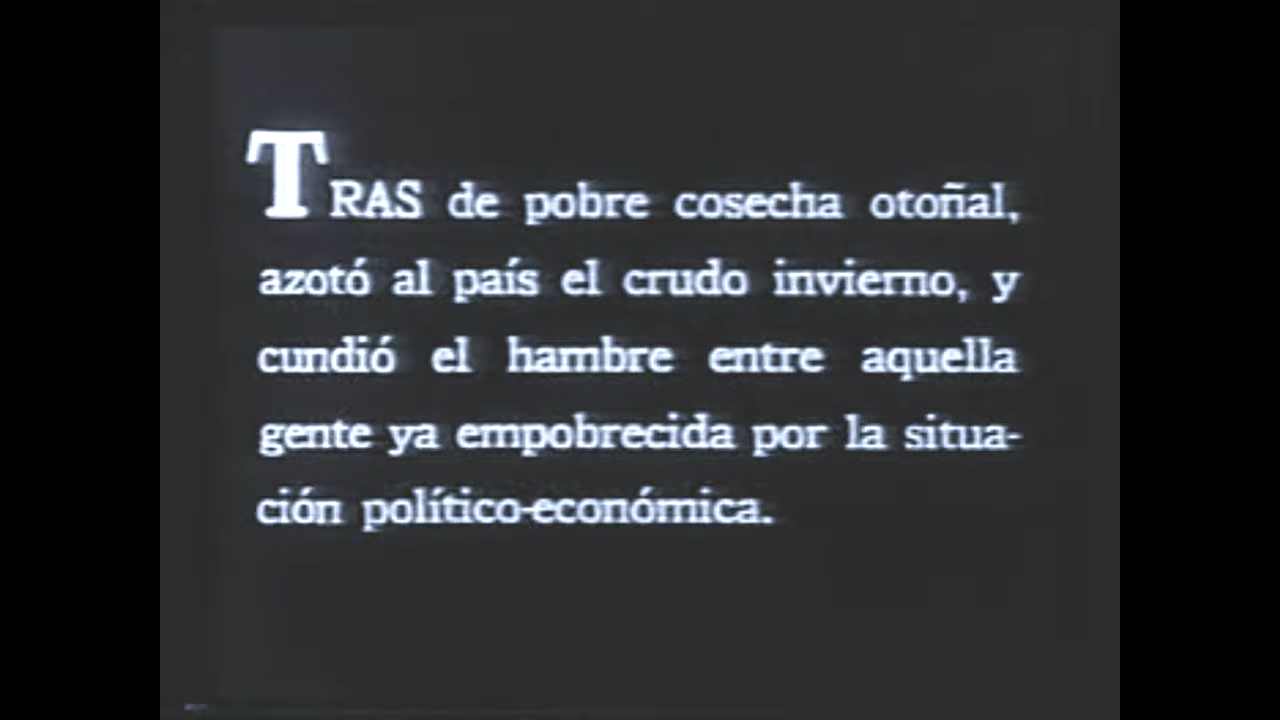 TRAS de pobre cosecha otoñal,
azotó al país el crudo invierno, y
cundió el hambre entre aquella
gente ya empobrecida por la situa-
ción político-económica.